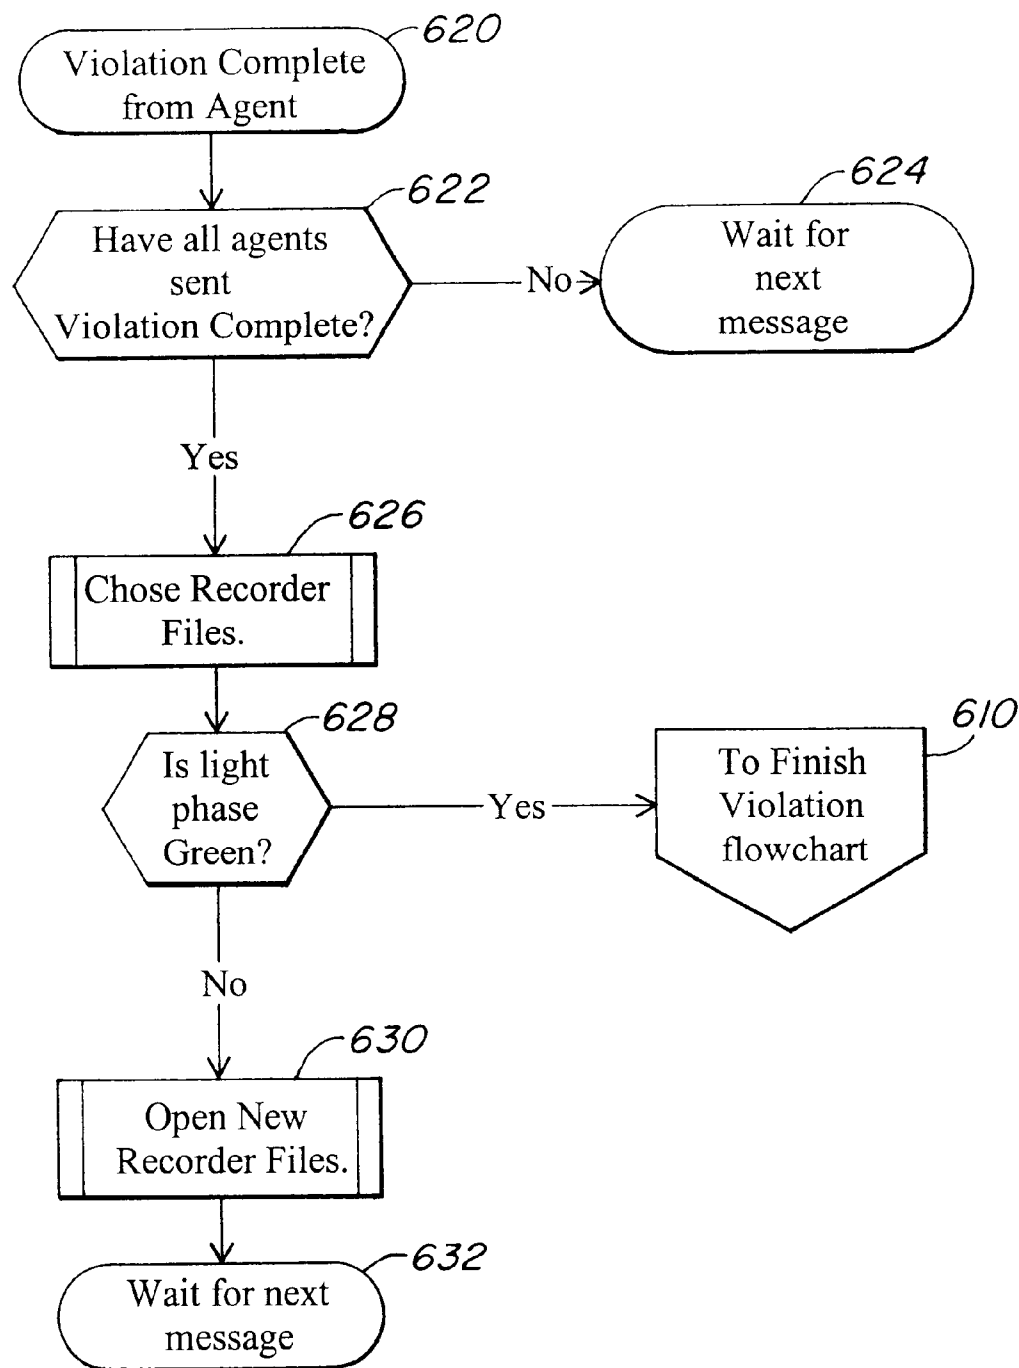 620
Violation Complete
from Agent
622
Have all agents
sent
Violation Complete?
No
624
Wait for
next
message
Yes
626
Chose Recorder
Files.
628
Is light
phase
Green?
Yes
610
To Finish
Violation
flowchart
No
630
Open New
Recorder Files.
632
Wait for next
message